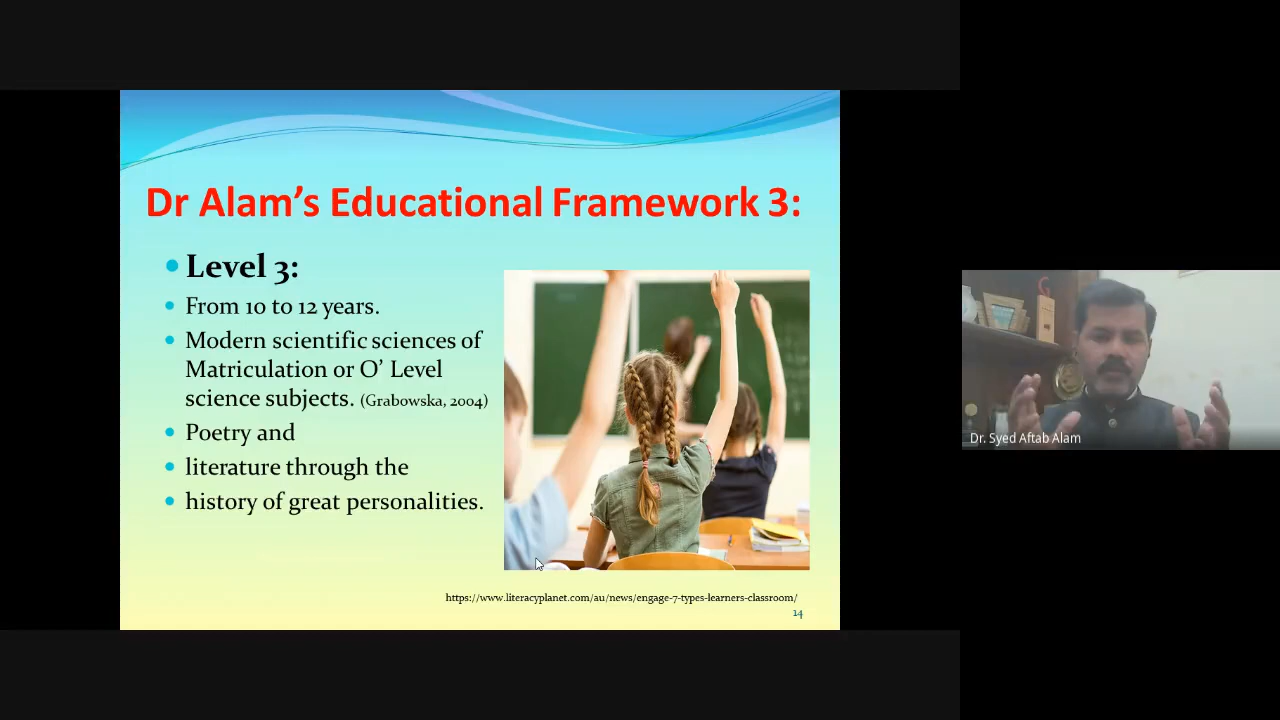 Dr Alam’s Educational Framework 3:
Level 3:
From 10 to 12 years.
Modern scientific sciences of
Matriculation or O’ Level
science subjects. (Grabowska, 2004)
Poetry and
literature through the
history of great personalities.
https://www.literacyplanet.com/au/news/engage-7-types-learners-classroom/
14
Dr. Syed Aftab Alam